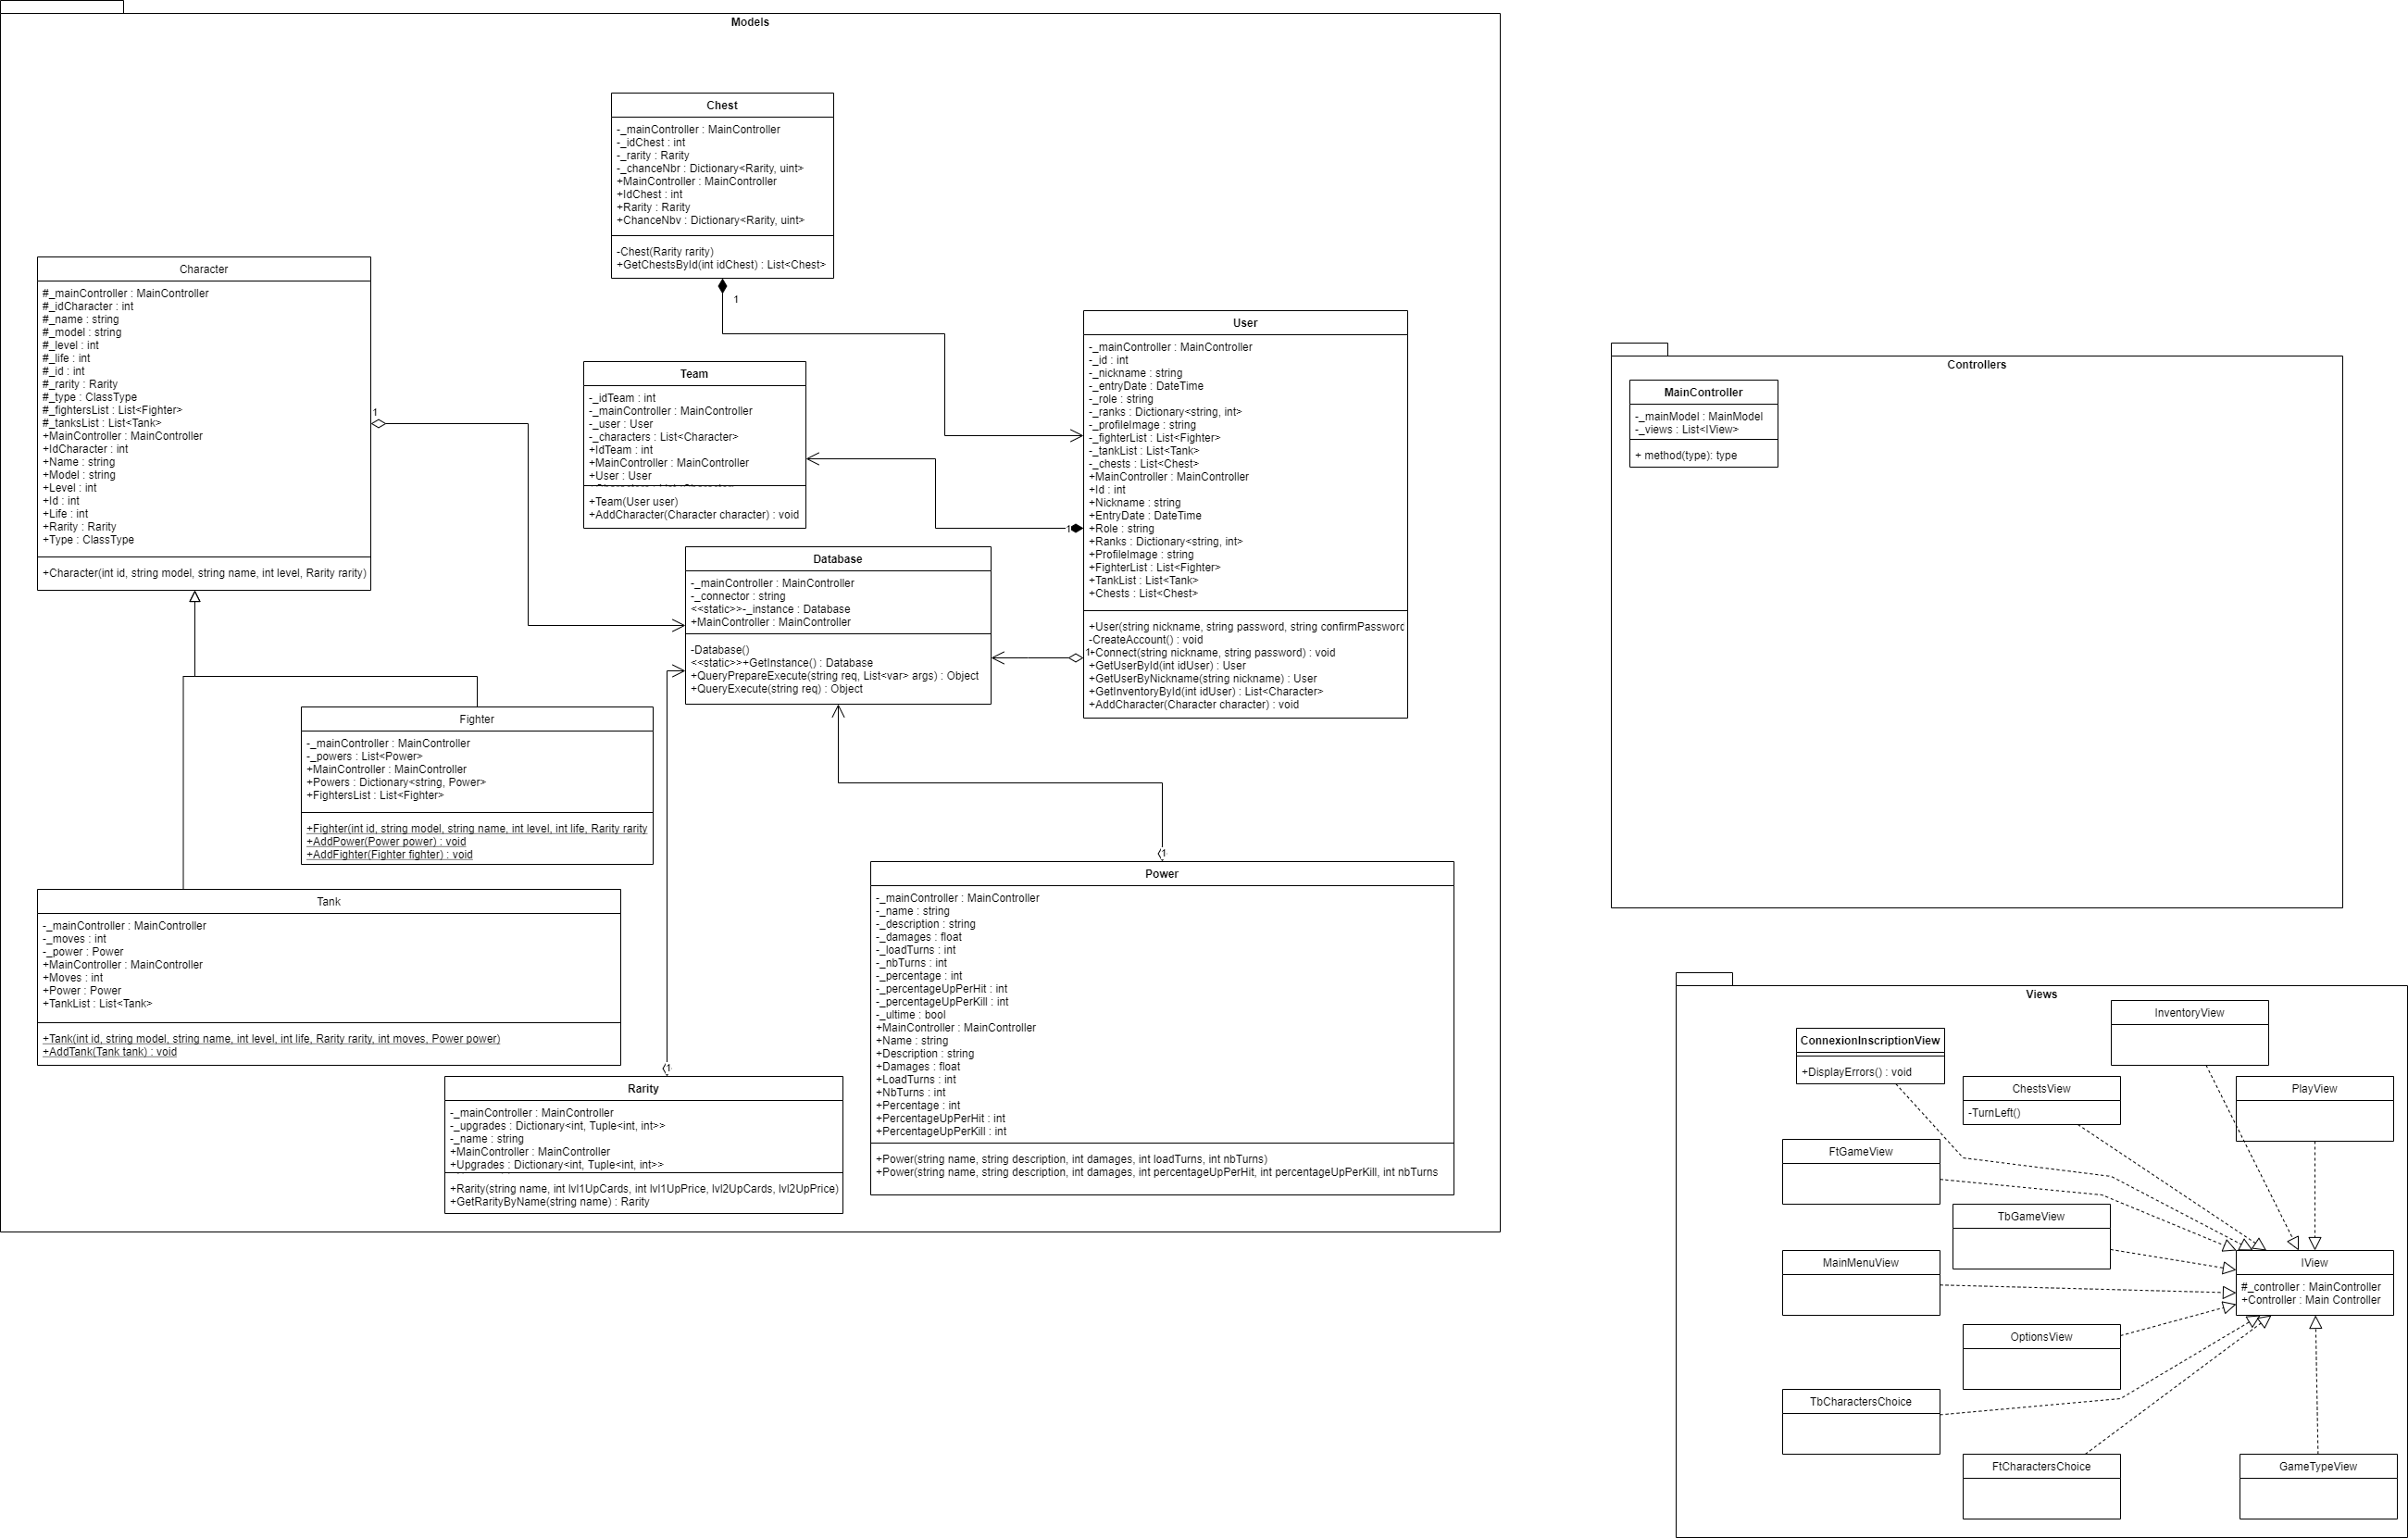 Models
Chest
-_mainController : MainController
-_idChest : int
-_rarity : Rarity
-_chanceNbr : Dictionary<Rarity, uint>
+MainController : MainController
+IdChest : int
+Rarity : Rarity
+ChanceNbv : Dictionary<Rarity, uint>
-Chest(Rarity rarity)
+GetChestsById(int idChest) : List<Chest>
1
Character
#_mainController : MainController
#_idCharacter : int
#_name : string
#_model : string
#_level : int
#_life : int
#_id : int
#_rarity : Rarity
#_type : ClassType
#_fightersList : List<Fighter>
#_tanksList : List<Tank>
+MainController : MainController
+IdCharacter : int
+Name : string
+Model : string
+Level : int
+Id : int
+Life : int
+Rarity : Rarity
+Type : ClassType
+Character(int id, string model, string name, int level, Rarity rarity)
1
Team
-_idTeam : int
-_mainController : MainController
-_user : User
-_characters : List<Character>
+IdTeam : int
+MainController : MainController
+User : User
+Team(User user)
+AddCharacter(Character character) : void
User
-_mainController : MainController
-_id : int
-_nickname : string
-_entryDate : DateTime
-_role : string
-_ranks : Dictionary<string, int>
-_profileImage : string
-_fighterList : List<Fighter>
-_tankList : List<Tank>
-_chests : List<Chest>
+MainController : MainController
+Id : int
+Nickname : string
+EntryDate : DateTime
+Role : string
+Ranks : Dictionary<string, int>
+ProfileImage : string
+FighterList : List<Fighter>
+TankList : List<Tank>
+Chests : List<Chest>
+User(string nickname, string password, string confirmPassword
-CreateAccount() : void
+Connect(string nickname, string password) : void
+GetUserById(int idUser) : User
+GetUserByNickname(string nickname) : User
+GetInventoryById(int idUser) : List<Character>
+AddCharacter(Character character) : void
1
1
Database
-_mainController : MainController
-_connector : string
<<static>>-_instance : Database
+MainController : MainController
-Database()
<<static>>+GetInstance() : Database
+QueryPrepareExecute(string req, List<var> args) : Object
+QueryExecute(string req) : Object
Fighter
-_mainController : MainController
-_powers : List<Power>
+MainController : MainController
+Powers : Dictionary<string, Power>
+FightersList : List<Fighter>
+Fighter(int id, string model, string name, int level, int life, Rarity rarity
+AddPower(Power power) : void
+AddFighter(Fighter fighter) : void
Tank
-_mainController : MainController
-_moves : int
-_power : Power
+MainController : MainController
+Moves : int
+Power : Power
+TankList : List<Tank>
+Tank(int id, string model, string name, int level, int life, Rarity rarity, int moves, Power power)
+AddTank(Tank tank) : void
1
Rarity
-_mainController : MainController
-_upgrades : Dictionary<int, Tuple<int, int>>
-_name : string
+MainController : MainController
+Upgrades : Dictionary<int, Tuple<int, int>>
+Rarity(string name, int lvl1UpCards, int lvl1UpPrice, lvl2UpCards, lvl2UpPrice)
+GetRarityByName(string name) : Rarity
1
Power
-_mainController : MainController
-_name : string
-_description : string
-_damages : float
-_loadTurns : int
-_nbTurns : int
-_percentage : int
-_percentageUpPerHit : int
-_percentageUpPerKill : int
-_ultime : bool
+MainController : MainController
+Name : string
+Description : string
+Damages : float
+LoadTurns : int
+NbTurns : int
+Percentage : int
+PercentageUpPerHit : int
+PercentageUpPerKill : int
+Power(string name, string description, int damages, int loadTurns, int nbTurns)
+Power(string name, string description, int damages, int percentageUpPerHit, int percentageUpPerKill, int nbTurns
Controllers
MainController
-_mainModel : MainModel
-_views : List<IView>
+ method(type): type
Views
InventoryView
ConnexionInscriptionView
+DisplayErrors() : void
ChestsView
-TurnLeft()
PlayView
FtGameView
TbGameView
MainMenuView
IView
#_controller : MainController
+Controller : Main Controller
OptionsView
TbCharactersChoice
FtCharactersChoice
GameTypeView